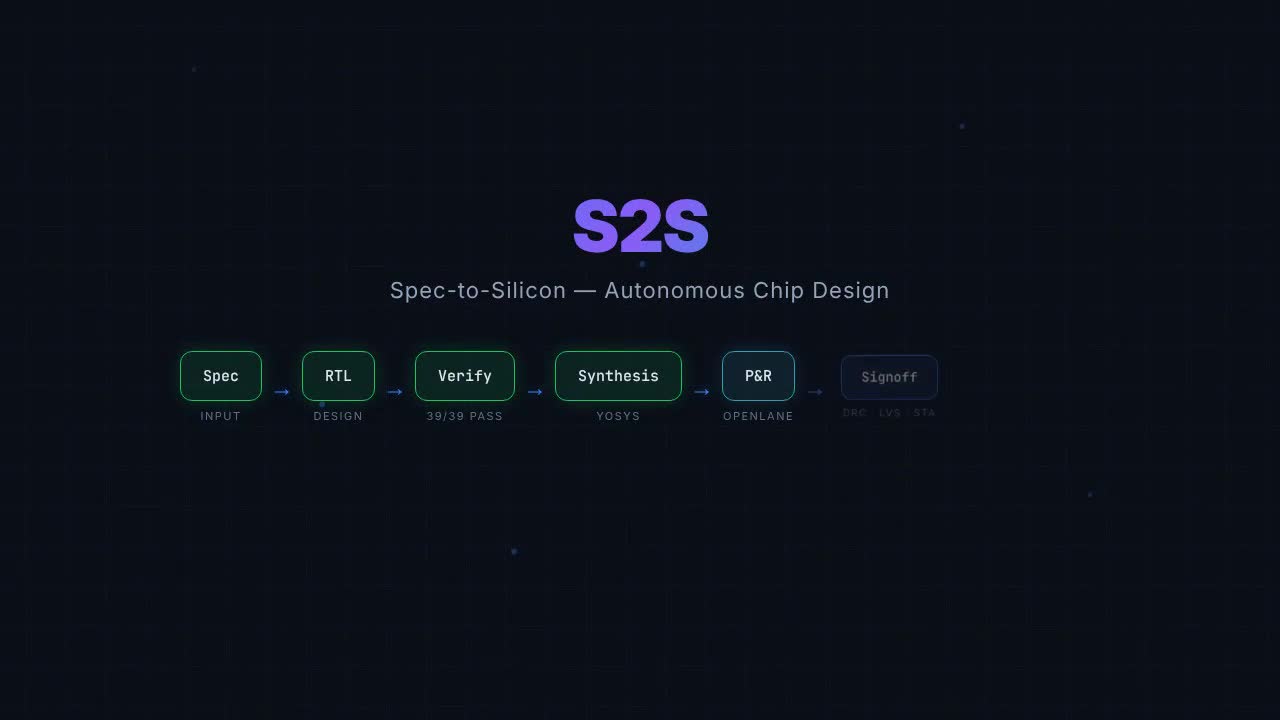 S2S
Spec-to-Silicon — Autonomous Chip Design
Spec → RTL → Verify → Synthesis → P&R → Signoff
INPUT DESIGN 39/39 PASS YOSYS OPENLANE DRC · LVS · STA